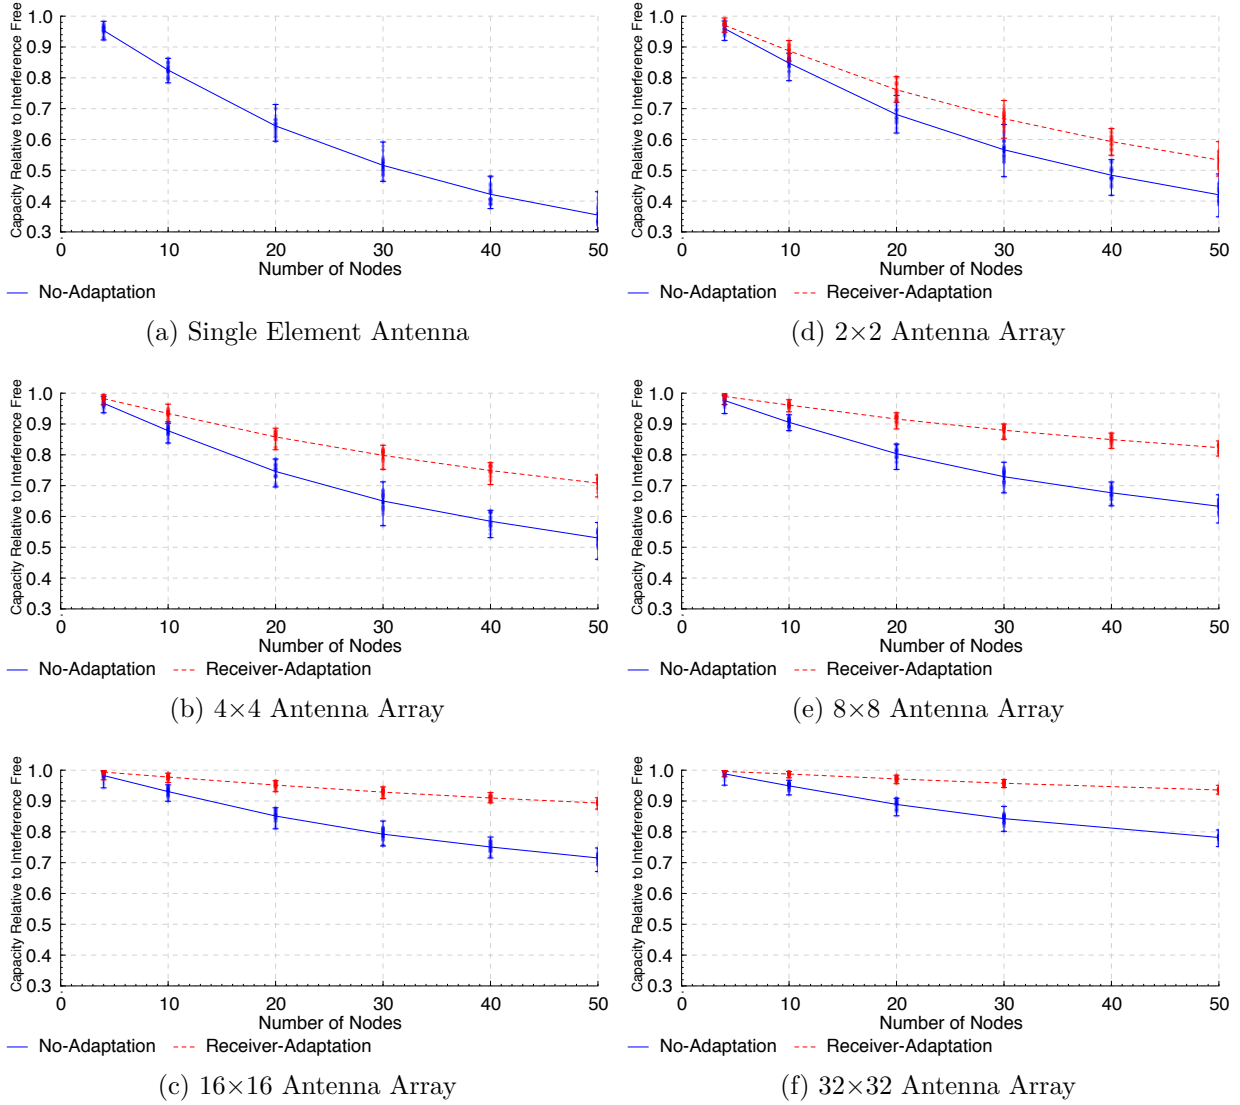 Capacity Relative to Interference Free
1.0
0.9
0.8
0.7
0.6
0.5
0.4
0.3
0 10 20 30 40 50
Number of Nodes
No-Adaptation
(a) Single Element Antenna
Capacity Relative to Interference Free
1.0
0.9
0.8
0.7
0.6
0.5
0.4
0.3
0 10 20 30 40 50
Number of Nodes
No-Adaptation Receiver-Adaptation
(d) 2×2 Antenna Array
Capacity Relative to Interference Free
1.0
0.9
0.8
0.7
0.6
0.5
0.4
0.3
0 10 20 30 40 50
Number of Nodes
No-Adaptation Receiver-Adaptation
(b) 4×4 Antenna Array
Capacity Relative to Interference Free
1.0
0.9
0.8
0.7
0.6
0.5
0.4
0.3
0 10 20 30 40 50
Number of Nodes
No-Adaptation Receiver-Adaptation
(e) 8×8 Antenna Array
Capacity Relative to Interference Free
1.0
0.9
0.8
0.7
0.6
0.5
0.4
0.3
0 10 20 30 40 50
Number of Nodes
No-Adaptation Receiver-Adaptation
(c) 16×16 Antenna Array
Capacity Relative to Interference Free
1.0
0.9
0.8
0.7
0.6
0.5
0.4
0.3
0 10 20 30 40 50
Number of Nodes
No-Adaptation Receiver-Adaptation
(f) 32×32 Antenna Array